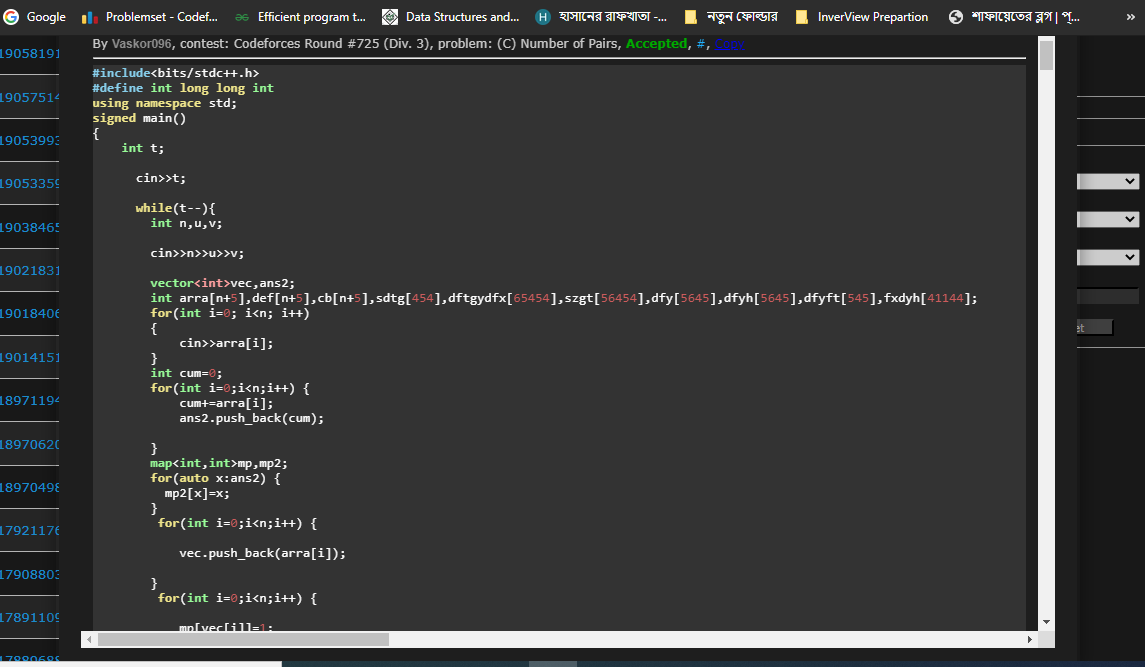 Google Problemset - Codef... Efficient program t... Data Structures and... হাসানের রাফখাতা -... নতুন ফোল্ডার InverView Prepartion শাফায়েতের ব্লগ | প্... »
By Vaskor096, contest: Codeforces Round #725 (Div. 3), problem: (C) Number of Pairs, Accepted, #, Copy
#include<bits/stdc++.h>
#define int long long int
using namespace std;
signed main()
{
int t;
cin>>t;
while(t--){
int n,u,v;
cin>>n>>u>>v;
vector<int>vec,ans2;
int arra[n+5],def[n+5],cb[n+5],sdtg[454],dftgydfx[65454],szgt[56454],dfy[5645],dfyh[5645],dfyft[545],fxdyh[41144];
for(int i=0; i<n; i++)
{
cin>>arra[i];
}
int cum=0;
for(int i=0;i<n;i++) {
cum+=arra[i];
ans2.push_back(cum);
}
map<int,int>mp,mp2;
for(auto x:ans2) {
mp2[x]=x;
}
for(int i=0;i<n;i++) {
vec.push_back(arra[i]);
}
for(int i=0;i<n;i++) {
mp[vec[i]]=1;
19058191
19057514
19053993
19053359
19038465
19021831
19018406
19014151
18971194
18970620
18970498
17921176
17908803
17891109
17880688
et